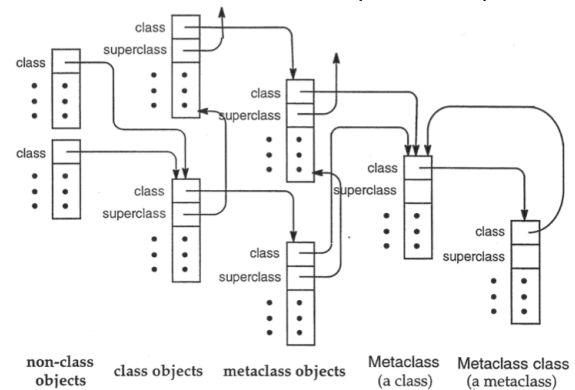 class
superclass
class
class
superclass
class
class
superclass
class
superclass
class
superclass
class
superclass
non-class
objects
class objects
metaclass objects
Metaclass
(a class)
Metaclass class
(a metaclass)